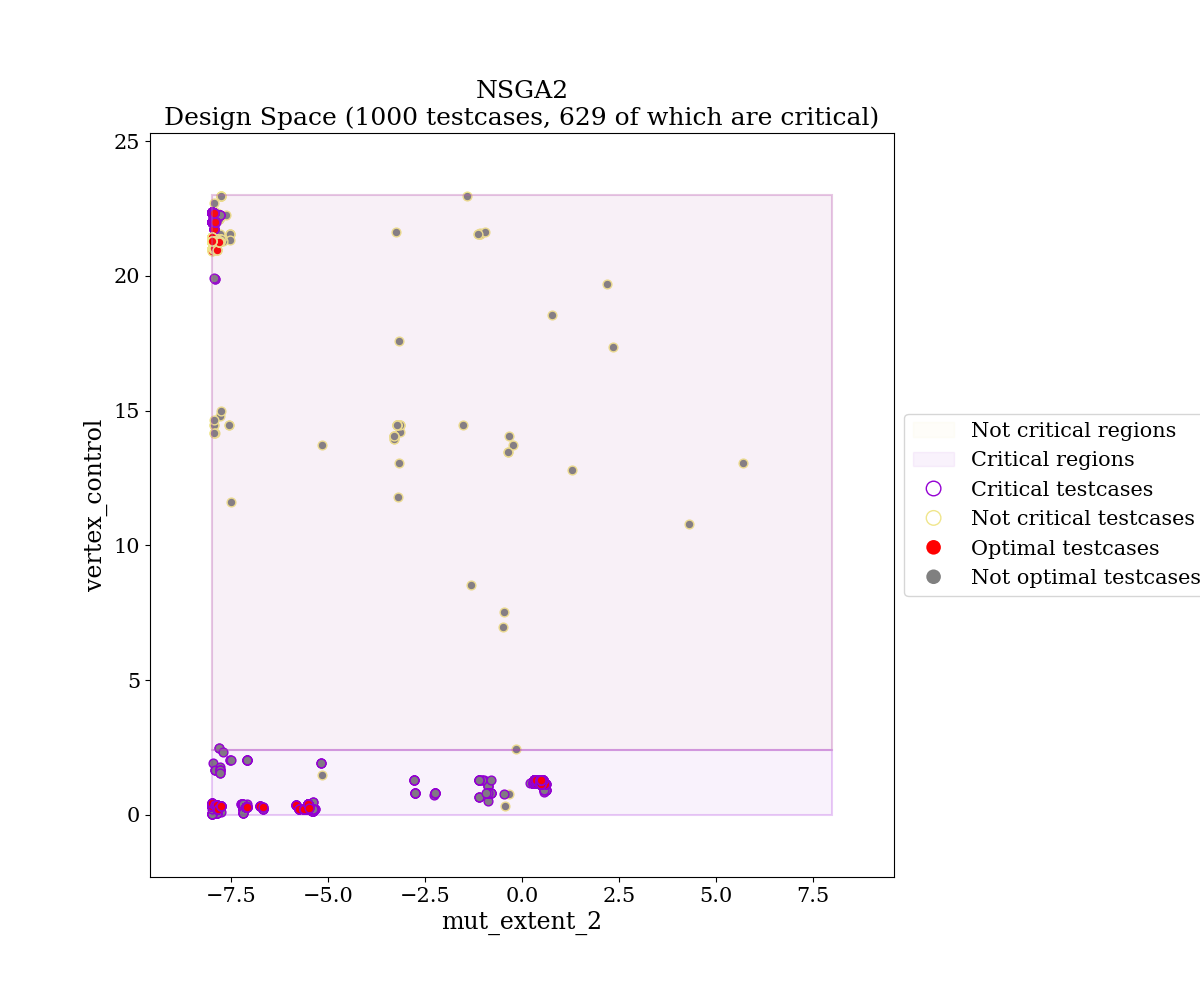 NSGA2
Design Space (1000 testcases, 629 of which are critical)
25
20
15
10
5
0
vertex_control
−7.5
−5.0
−2.5
0.0
2.5
5.0
7.5
mut_extent_2
Not critical regions
Critical regions
Critical testcases
Not critical testcases
Optimal testcases
Not optimal testcases